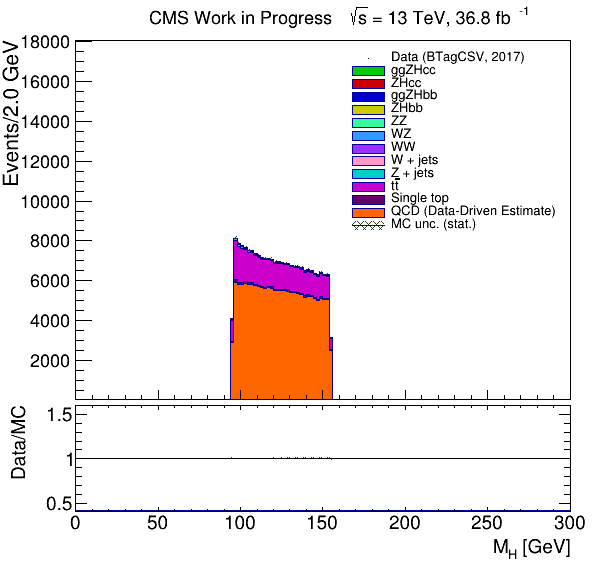 CMS Work in Progress √s = 13 TeV, 36.8 fb -1
Events/2.0 GeV
18000
16000
14000
12000
10000
8000
6000
4000
2000
Data (BTagCSV, 2017)
ggZHcc
ZHcc
ggZHbb
ZHbb
ZZ
WZ
WW
W + jets
Z + jets
tt̅
Single top
QCD (Data-Driven Estimate)
MC unc. (stat.)
Data/MC
1.5
1
0.5
0 50 100 150 200 250 300
M_H [GeV]